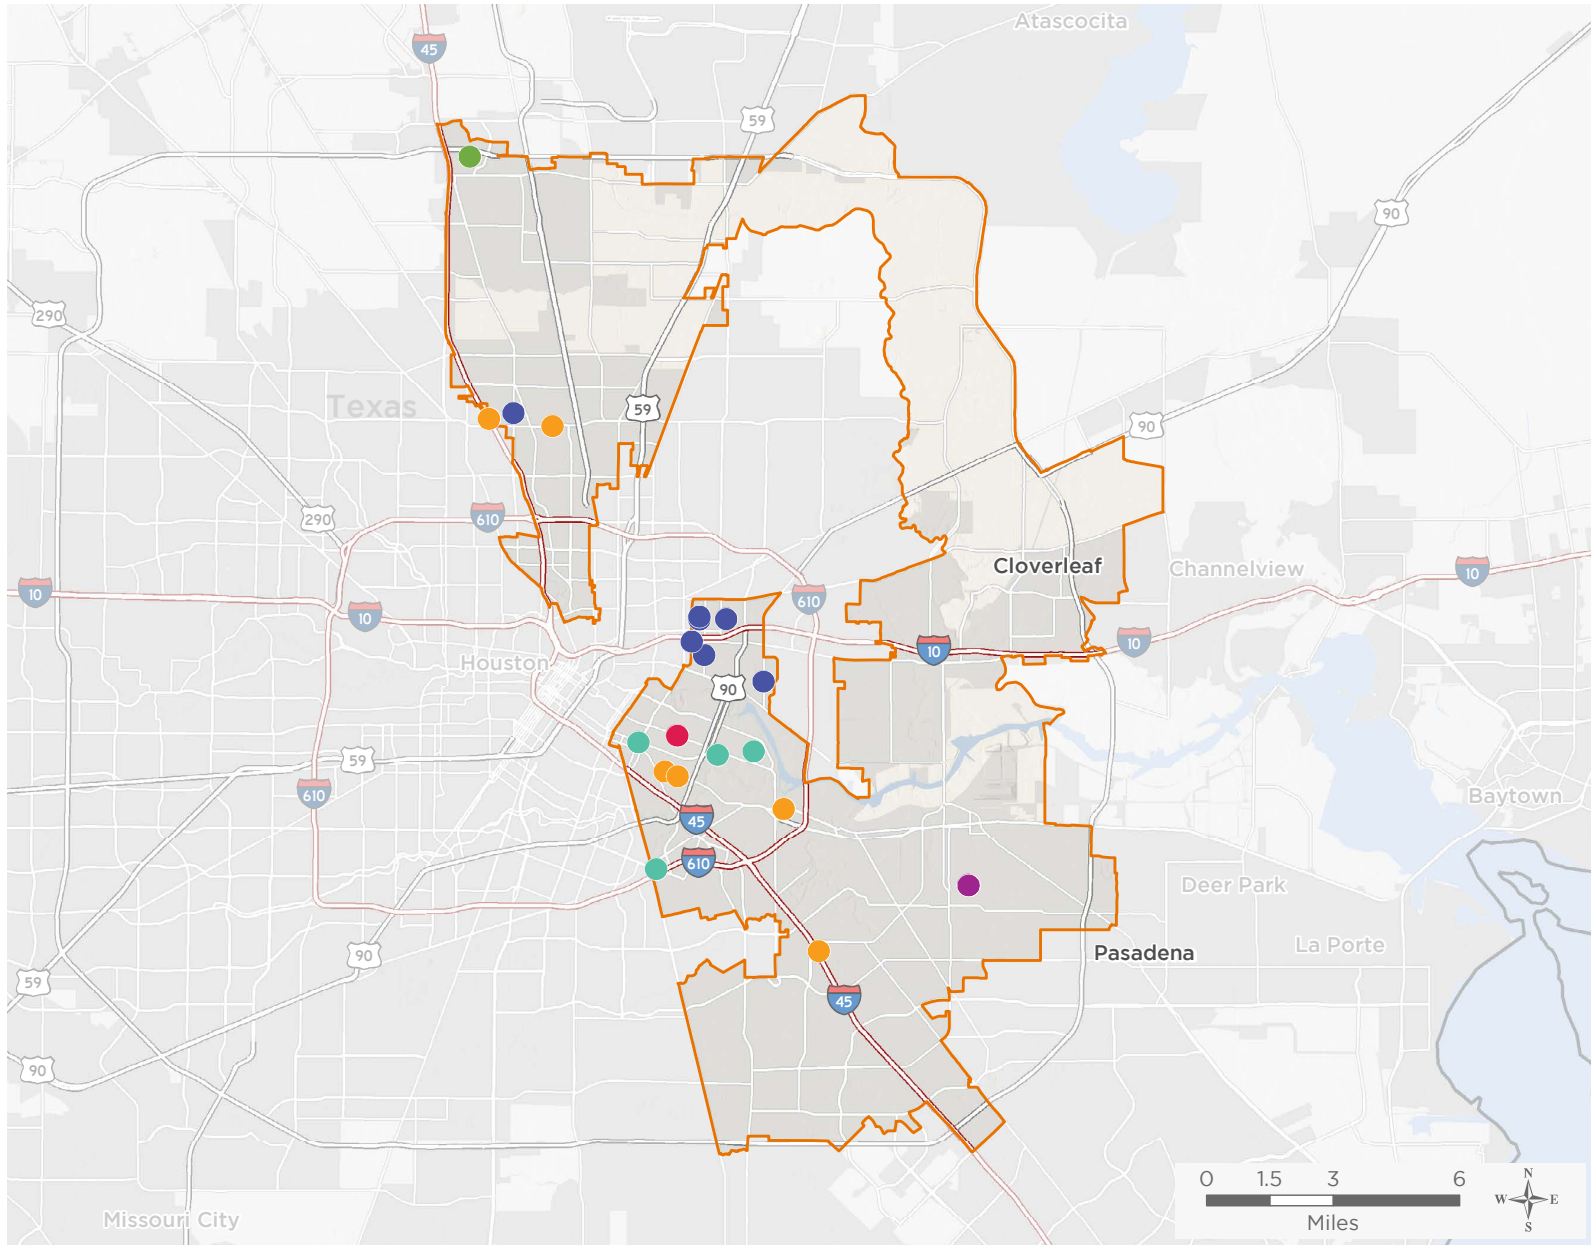 Atascocita
45
59
90
290
Texas
59
90
610
290
Cloverleaf
Channelview
10
10
610
10
10
10
Houston
90
59
610
45
Baytown
610
Deer Park
90
Pasadena
La Porte
59
45
90
0 1.5 3 6
Miles
N
W E
S
Missouri City